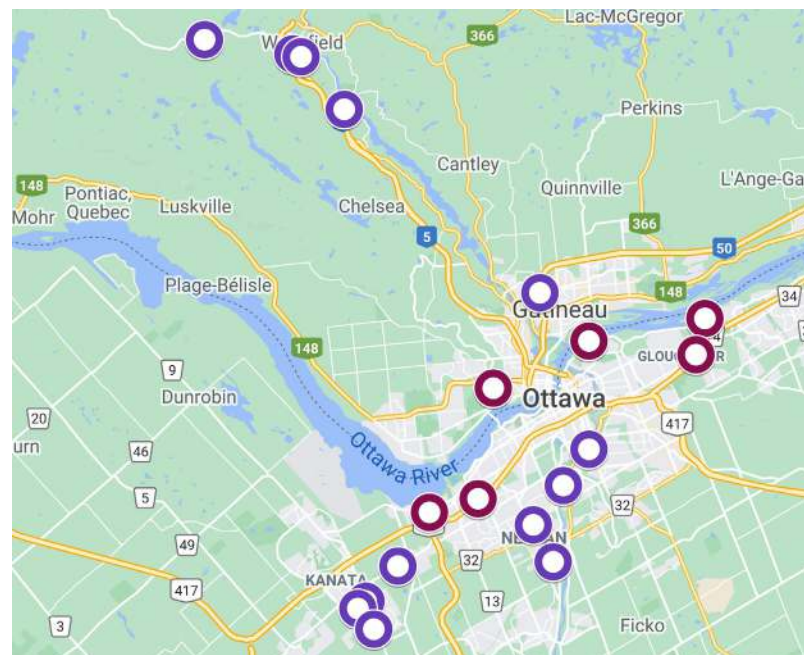 Lac-McGregor
366
Perkins
Cantley
L'Ange-Ga
Quinnville
148
Pontiac,
Quebec
Luskville
Chelsea
Mohr
366
5
50
Plage-Bélisle
148
34
Gatineau
148
9
Dunrobin
Ottawa
20
46
417
urn
Ottawa River
5
32
49
KANATA
32
417
13
3
Ficko